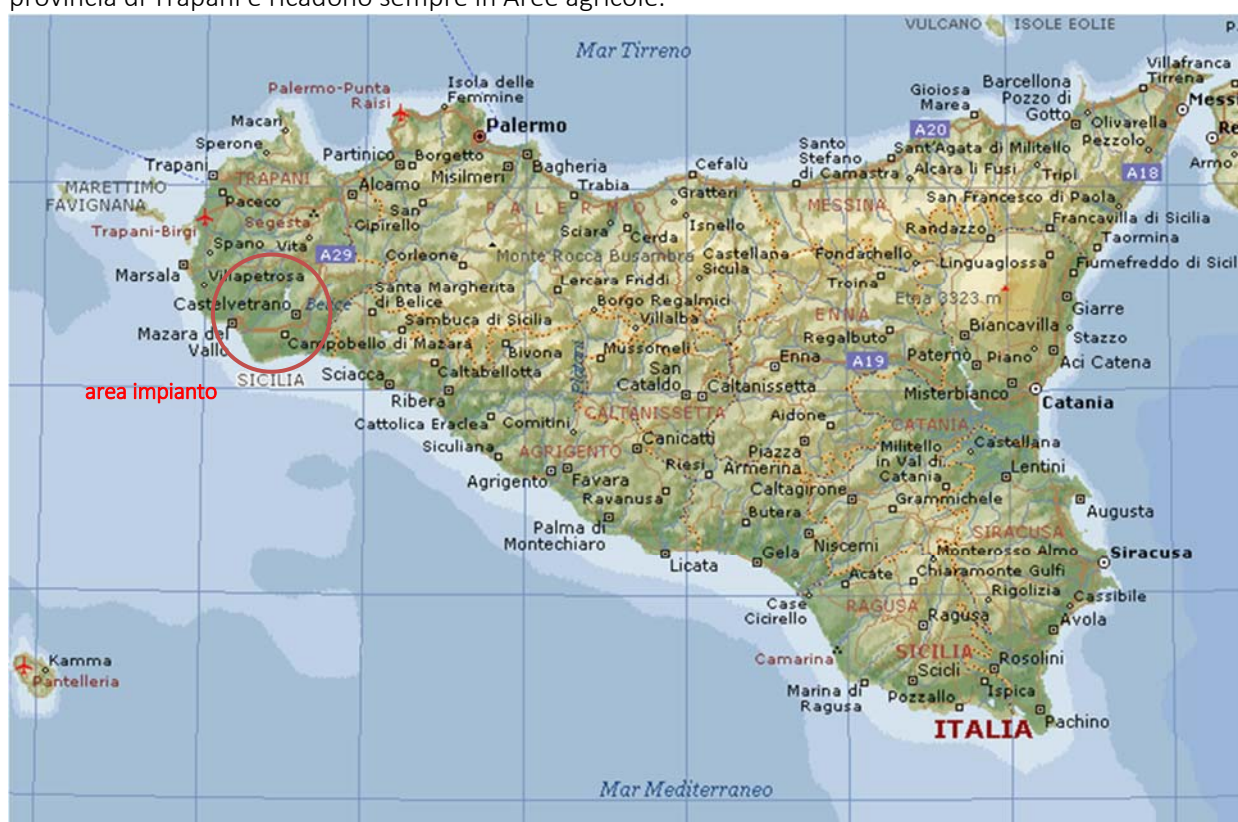 provincia di Trapani e ricadono sempre in Aree agricole.
VULCANO
ISOLE EOLIE
P
Mar Tirreno
Villafranca
Tirrena
Palermo-Punta
Raisi
Isola delle
Femmine
Gioiosa
Marea
Barcellona
Pozzo di
Gotto
Messi
Macari
Palermo
A20
Olivarella
Re
Sperone
Santo
Stefano
di Camastra
Sant'Agata di Militello
Pezzolo
Trapani
Partinico
Borgetto
Bagheria
Cefalù
Armo
TRAPANI
Misilmeri
Alcara li Fusi
Tripi
A18
MARETTIMO
FAVIGNANA
Paceco
Alcamo
Trabia
Gratteri
San Francesco di Paola
Segesta
San
Cipirello
PALERMO
MESSINA
Francavilla di Sicilia
Trapani-Birgi
Sciara
Cerda
Isnello
Randazzo
Taormina
Spano
Vita
A29
Corleone
Monte Rocca Busambra
Castellana
Sicula
Fondachello
Linguaglossa
Fiumefreddo di Sicil
Marsala
Villapetrosa
Santa Margherita
di Belice
Lercara Friddi
Troina
Castelvetrano
Belice
Borgo Regalmici
Etna 3323 m
Giarre
Mazara del
Vallo
Sambuca di Sicilia
Villalba
ENNA
Biancavilla
Stazzo
Campobello di Mazara
Bivona
Mussomeli
Regalbuto
Paterno
Piano
Aci Catena
SICILIA
Sciacca
Caltabellotta
Platani
San
Cataldo
Enna
A19
area impianto
Ribera
Caltanissetta
Misterbianco
Catania
Cattolica Eraclea
Comitini
CALTANISSETTA
Aidone
CATANIA
Siculiana
AGRIGENTO
Canicatti
Piazza
Armerina
Militello
in Val di
Catania
Castellana
Agrigento
Favara
Riesi
Lentini
Ravanusa
Caltagirone
Grammichele
Augusta
Palma di
Montechiaro
Butera
SIRACUSA
Licata
Gela
Niscemi
Monterosso Almo
Siracusa
Acate
Chiaramonte Gulfi
Case
Cicirello
RAGUSA
Rigolizia
Cassibile
Ragusa
Avola
Kamma
Pantelleria
Camarina
SICILIA
Rosolini
Scicli
Marina di
Ragusa
Pozzallo
Ispica
ITALIA
Pachino
Mar Mediterraneo